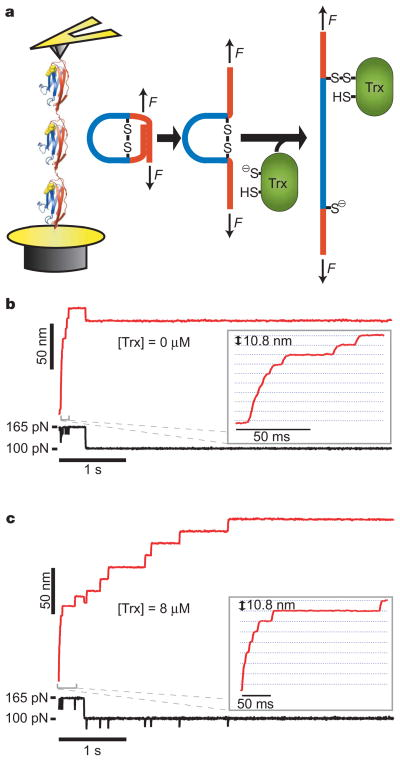 a
F
F
S
S
F
F
S
S
⊖S
HS
Trx
F
F
S-S
HS
Trx
S⊖
b
50 nm
[Trx] = 0 μM
10.8 nm
50 ms
165 pN
100 pN
1 s
c
50 nm
[Trx] = 8 μM
10.8 nm
50 ms
165 pN
100 pN
1 s